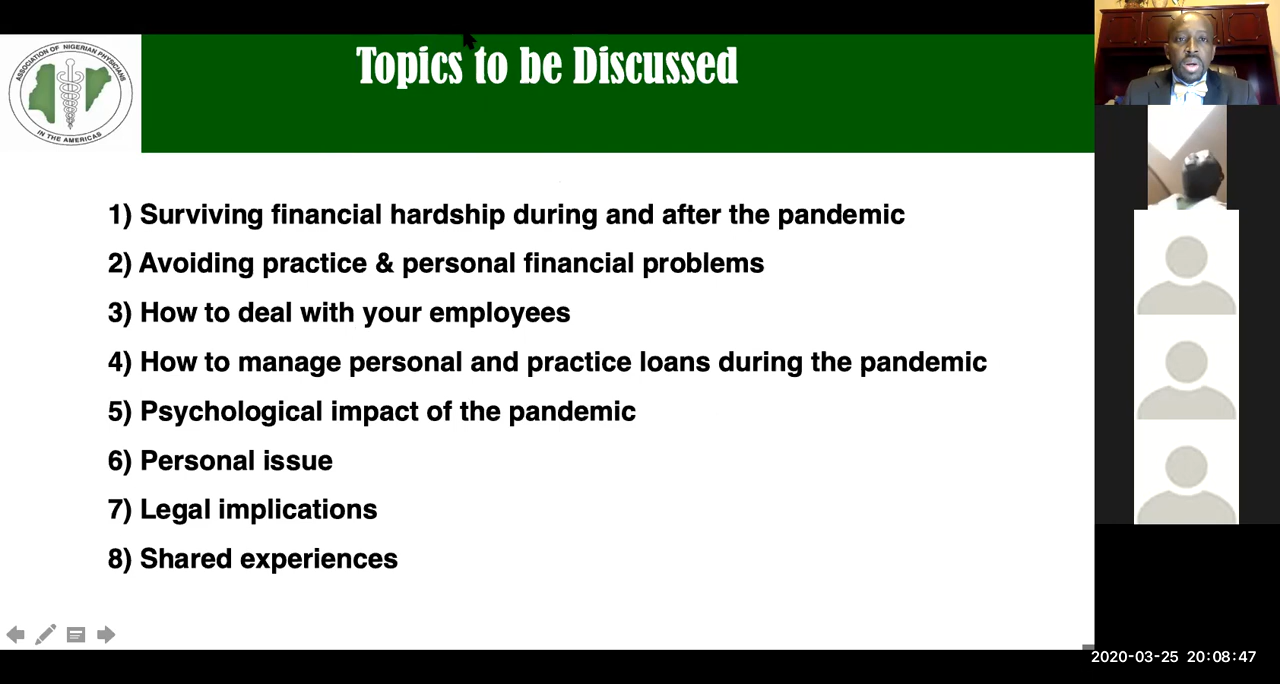 ASSOCIATION OF NIGERIAN PHYSICIANS
IN THE AMERICAS
Topics to be Discussed
1) Surviving financial hardship during and after the pandemic
2) Avoiding practice & personal financial problems
3) How to deal with your employees
4) How to manage personal and practice loans during the pandemic
5) Psychological impact of the pandemic
6) Personal issue
7) Legal implications
8) Shared experiences
2020-03-25 20:08:47